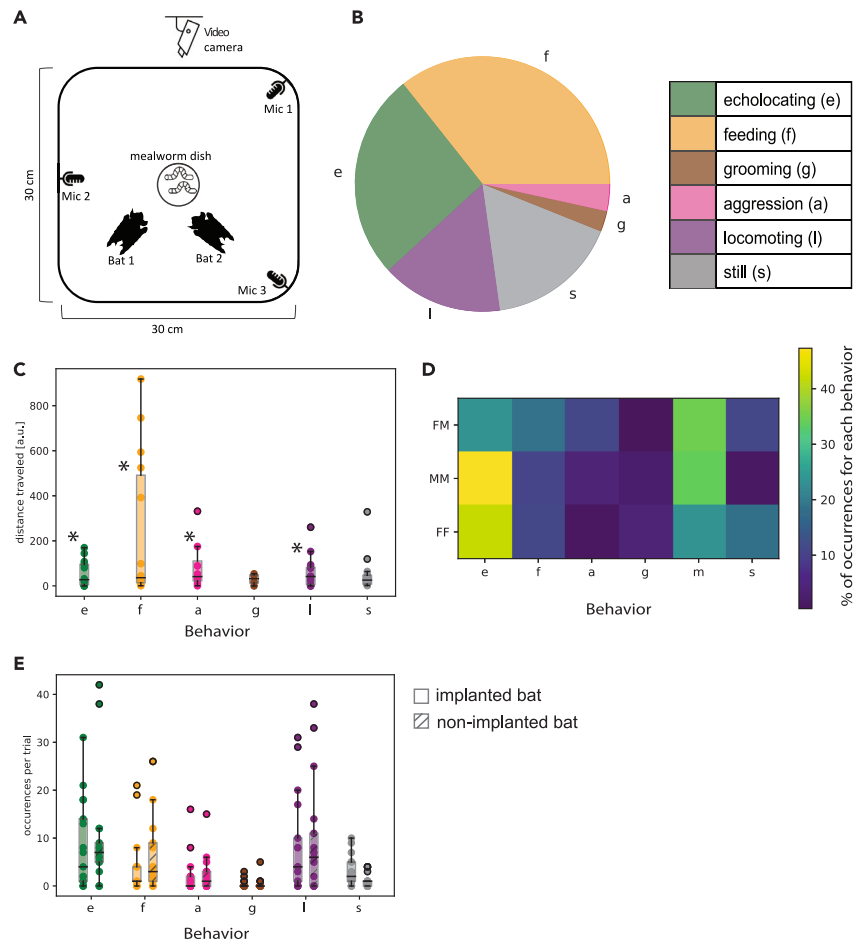 A
Video
camera
30 cm
Mic 1
mealworm dish
Mic 2
Bat 1
Bat 2
Mic 3
30 cm
B
f
e
a
g
s
l
echolocating (e)
feeding (f)
grooming (g)
aggression (a)
locomoting (l)
still (s)
C
distance traveled [a.u.]
800
600
400
200
0
*
*
*
*
e f a g l s
Behavior
D
FM
MM
FF
e f a g m s
Behavior
40
30
20
10
% of occurrences for each behavior
E
occurences per trial
40
30
20
10
0
e f a g l s
Behavior
implanted bat
non-implanted bat